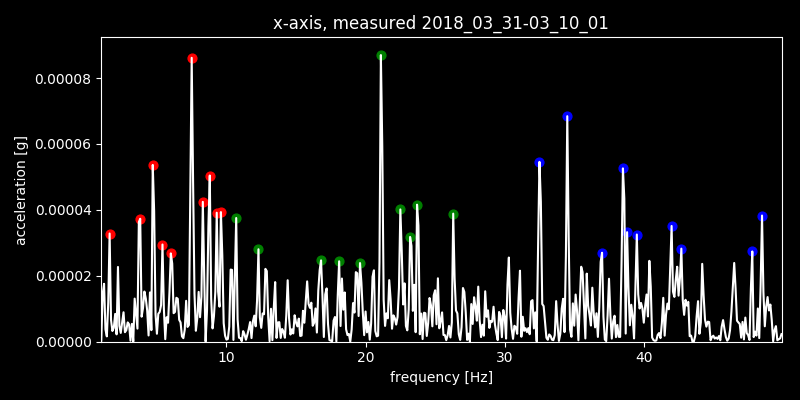 x-axis, measured 2018_03_31-03_10_01
0.00008
0.00006
0.00004
0.00002
0.00000
acceleration [g]
10 20 30 40
frequency [Hz]